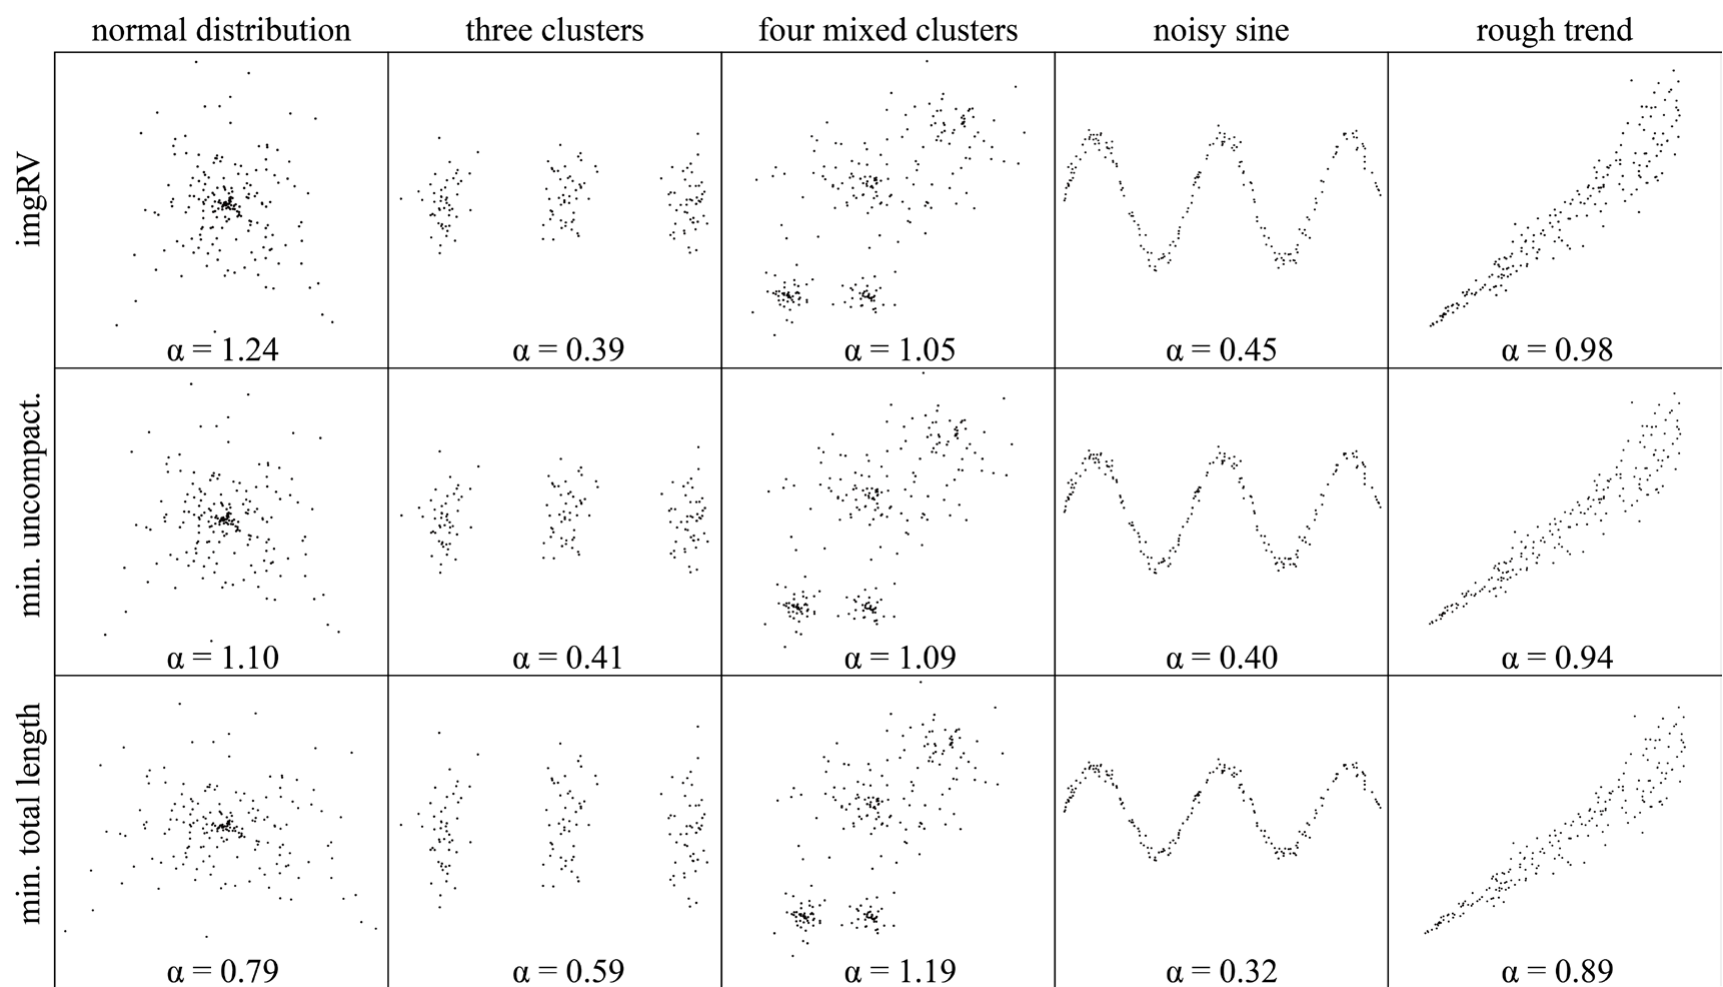 normal distribution three clusters four mixed clusters noisy sine rough trend
imgRV
α = 1.24 α = 0.39 α = 1.05 α = 0.45 α = 0.98
min. uncompact.
α = 1.10 α = 0.41 α = 1.09 α = 0.40 α = 0.94
min. total length
α = 0.79 α = 0.59 α = 1.19 α = 0.32 α = 0.89